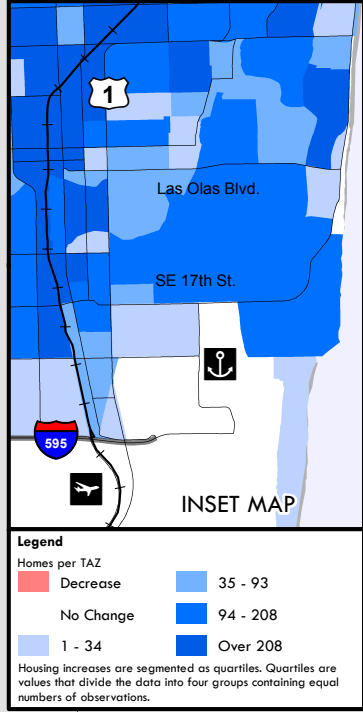 1
Las Olas Blvd.
SE 17th St.
595
INSET MAP
Legend
Homes per TAZ
Decrease
35 - 93
No Change
94 - 208
1 - 34
Over 208
Housing increases are segmented as quartiles. Quartiles are
values that divide the data into four groups containing equal
numbers of observations.